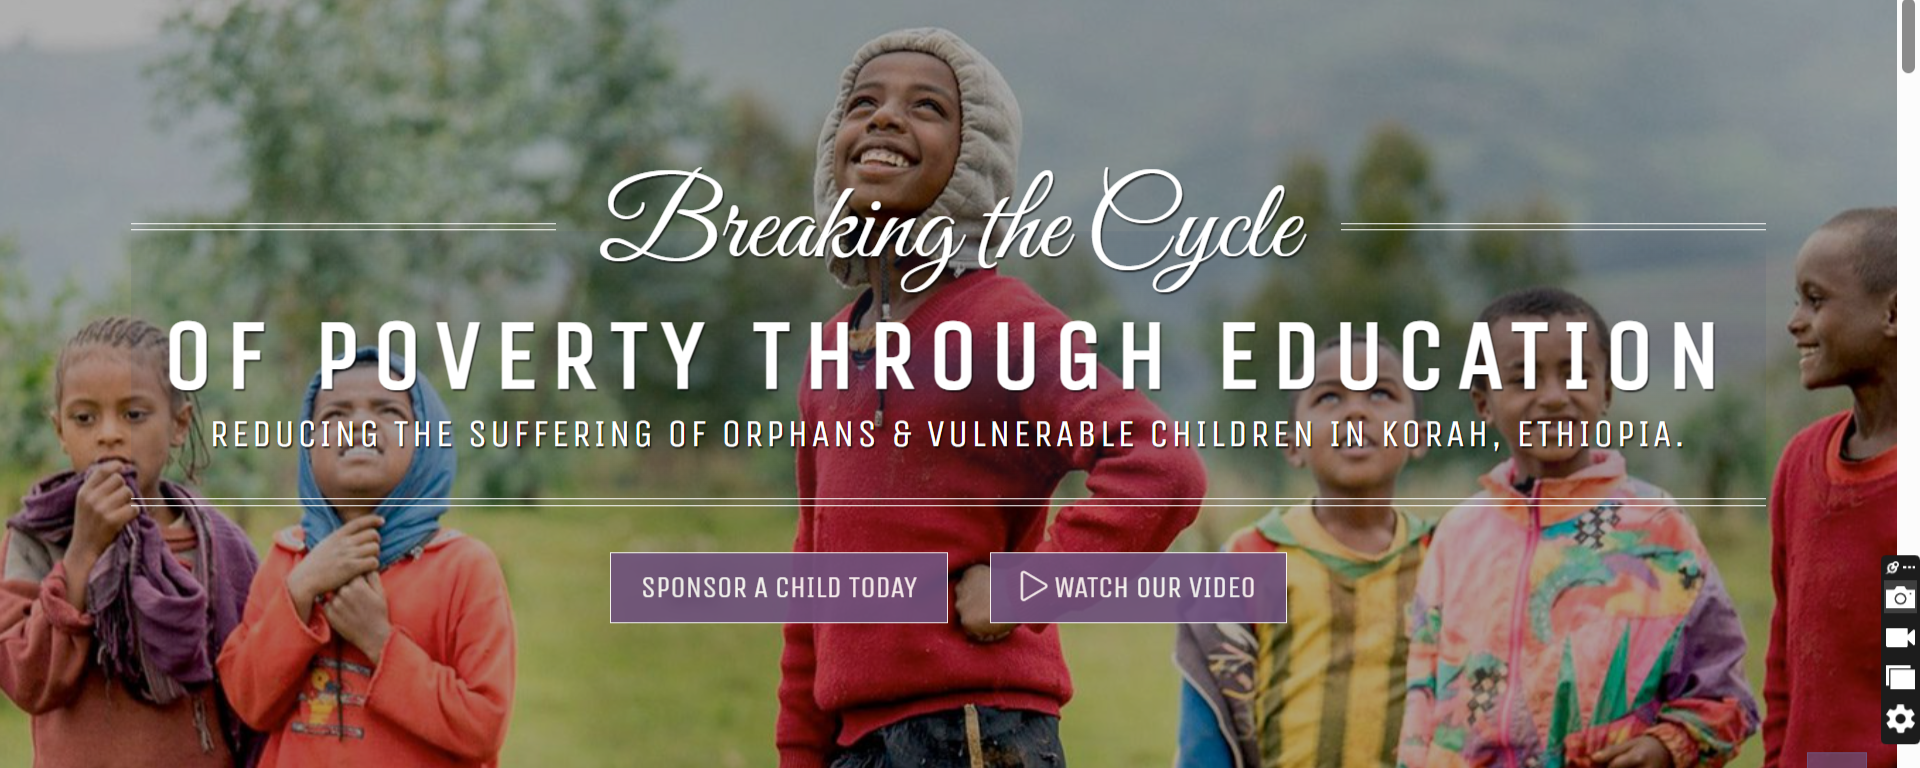 Breaking the Cycle
OF POVERTY THROUGH EDUCATION
REDUCING THE SUFFERING OF ORPHANS & VULNERABLE CHILDREN IN KORAH, ETHIOPIA.
SPONSOR A CHILD TODAY
WATCH OUR VIDEO